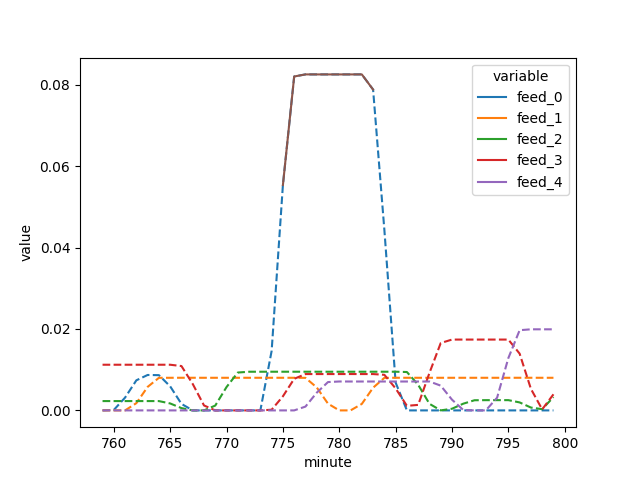 variable
feed_0
feed_1
feed_2
feed_3
feed_4
value
0.08
0.06
0.04
0.02
0.00
760 765 770 775 780 785 790 795 800
minute